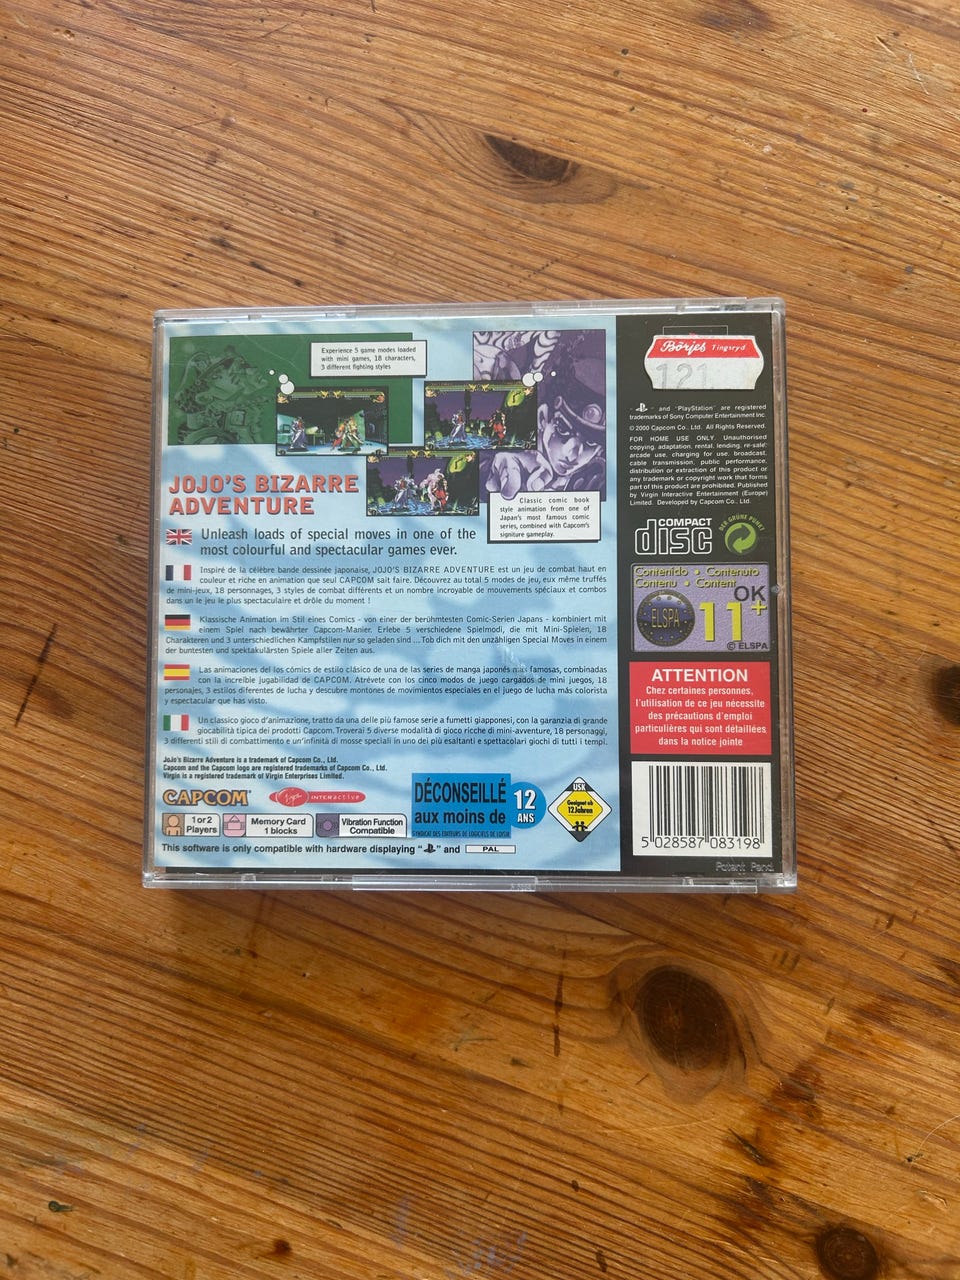 Experience 5 game modes loaded
with mini games, 18 characters,
3 different fighting styles
Classic comic book
style animation from one of
Japan's most famous comic
series, combined with Capcom's
signiture gameplay.
JOJO'S BIZARRE
ADVENTURE
Unleash loads of special moves in one of the
most colourful and spectacular games ever.
Inspiré de la célèbre bande dessinée japonaise, JOJO'S BIZARRE ADVENTURE est un jeu de combat haut en
couleur et riche en animation que seul CAPCOM sait faire. Découvrez au total 5 modes de jeu, eux même truffés
de mini-jeux, 18 personnages, 3 styles de combat différents et un nombre incroyable de mouvements spéciaux et combos
dans un le jeu le plus spectaculaire et drôle du moment !
Klassische Animation im Stil eines Comics - von einer der berühmtesten Comic-Serien Japans - kombiniert mit
einem Spiel nach bewährter Capcom-Manier. Erlebe 5 verschiedene Spielmodi, die mit Mini-Spielen, 18
Charakteren und 3 unterschiedlichen Kampfstilen nur so geladen sind ... Tob dich mit den unzähligen Special Moves in einem
der buntesten und spektakulärsten Spiele aller Zeiten aus.
Las animaciones del los cómics de estilo clásico de una de las series de manga japonés más famosas, combinadas
con la increíble jugabilidad de CAPCOM. Atrévete con los cinco modos de juego cargados de mini juegos, 18
personajes, 3 estilos diferentes de lucha y descubre montones de movimientos especiales en el juego de lucha más colorista
y espectacular que has visto.
Un classico gioco d'animazione, tratto da una delle più famose serie a fumetti giapponesi, con la garanzia di grande
giocabilità tipica dei prodotti Capcom. Troverai 5 diverse modalità di gioco ricche di mini-avventure, 18 personaggi,
3 differenti stili di combattimento e un'infinità di mosse speciali in uno dei più esaltanti e spettacolari giochi di tutti i tempi.
JoJo's Bizarre Adventure is a trademark of Capcom Co., Ltd.
Capcom and the Capcom logo are registered trademarks of Capcom Co., Ltd.
Virgin is a registered trademark of Virgin Enterprises Limited.
CAPCOM
Virgin INTERACTIVE
1 or 2
Players
Memory Card
1 blocks
Vibration Function
Compatible
DÉCONSEILLÉ
aux moins de
12
ANS
SYNDICAT DES EDITEURS DE LOGICIELS DE LOISIR
USK
Geeignet ab
12 Jahren
This software is only compatible with hardware displaying " " and PAL
Börjes Tingsryd
121
and "PlayStation" are registered
trademarks of Sony Computer Entertainment Inc.
© 2000 Capcom Co., Ltd. All Rights Reserved.
FOR HOME USE ONLY. Unauthorised
copying, adaptation, rental, lending, re-sale,
arcade use, charging for use, broadcast,
cable transmission, public performance,
distribution or extraction of this product or
any trademark or copyright work that forms
part of this product are prohibited. Published
by Virgin Interactive Entertainment (Europe)
Limited. Developed by Capcom Co., Ltd.
COMPACT
disc
DER GRÜNE PUNKT
Contenido • Contenuto
Contenu • Content
ELSPA
OK
11+
© ELSPA
ATTENTION
Chez certaines personnes,
l'utilisation de ce jeu nécessite
des précautions d'emploi
particulières qui sont détaillées
dans la notice jointe
5 028587 083198
Patent Pend.